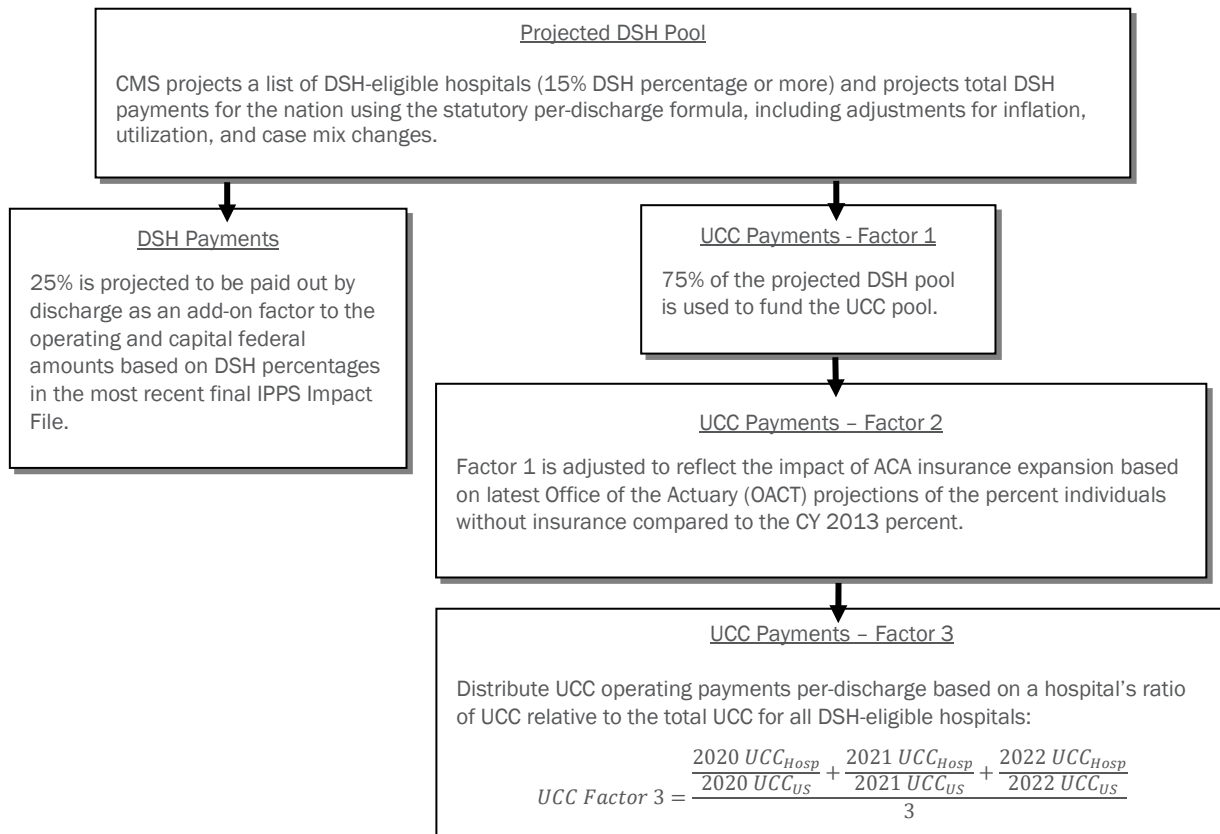 Projected DSH Pool
CMS projects a list of DSH-eligible hospitals (15% DSH percentage or more) and projects total DSH
payments for the nation using the statutory per-discharge formula, including adjustments for inflation,
utilization, and case mix changes.
DSH Payments
25% is projected to be paid out by
discharge as an add-on factor to the
operating and capital federal
amounts based on DSH percentages
in the most recent final IPPS Impact
File.
UCC Payments - Factor 1
75% of the projected DSH pool
is used to fund the UCC pool.
UCC Payments – Factor 2
Factor 1 is adjusted to reflect the impact of ACA insurance expansion based
on latest Office of the Actuary (OACT) projections of the percent individuals
without insurance compared to the CY 2013 percent.
UCC Payments – Factor 3
Distribute UCC operating payments per-discharge based on a hospital's ratio
of UCC relative to the total UCC for all DSH-eligible hospitals:
2020 UCC_Hosp + 2021 UCC_Hosp + 2022 UCC_Hosp
2020 UCC_US 2021 UCC_US 2022 UCC_US
UCC Factor 3 =
3